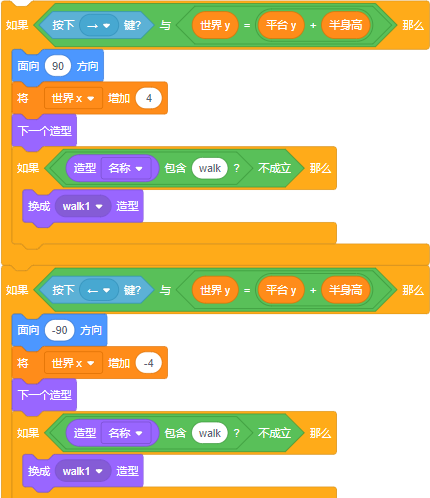 如果 按下 → 键? 与 世界 y = 平台 y + 半身高 那么
面向 90 方向
将 世界 x 增加 4
下一个造型
如果 造型 名称 包含 walk ? 不成立 那么
换成 walk1 造型
如果 按下 ← 键? 与 世界 y = 平台 y + 半身高 那么
面向 -90 方向
将 世界 x 增加 -4
下一个造型
如果 造型 名称 包含 walk ? 不成立 那么
换成 walk1 造型